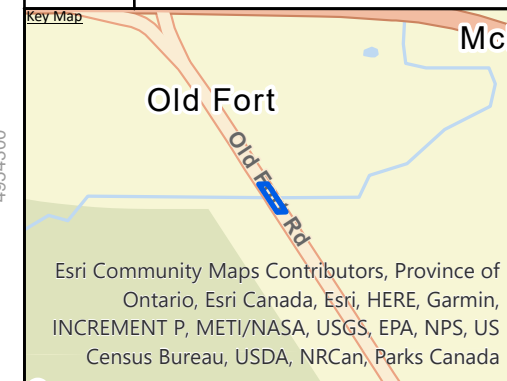 Key Map
Mc
Old Fort
Old Fort Rd
Esri Community Maps Contributors, Province of
Ontario, Esri Canada, Esri, HERE, Garmin,
INCREMENT P, METI/NASA, USGS, EPA, NPS, US
Census Bureau, USDA, NRCan, Parks Canada